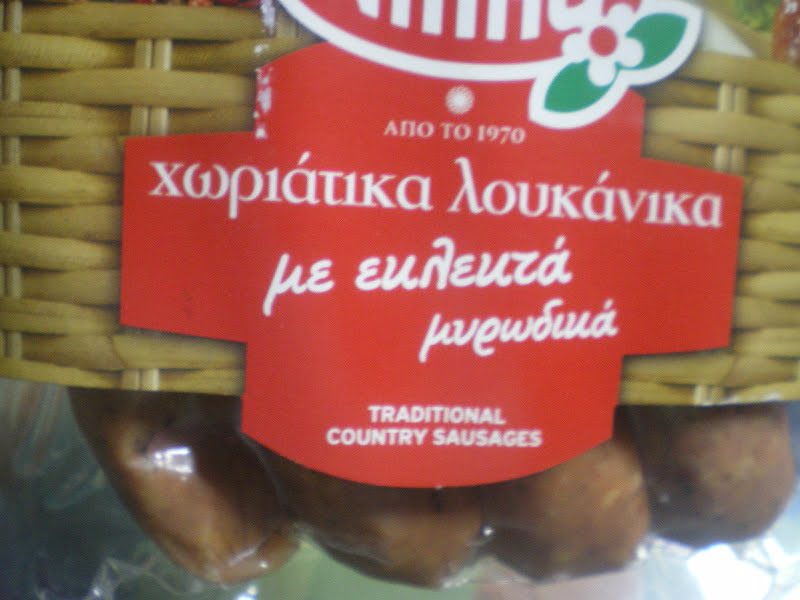 ΑΠΟ ΤΟ 1970
χωριάτικα λουκάνικα
με εκλεκτά
μυρωδικά
TRADITIONAL
COUNTRY SAUSAGES